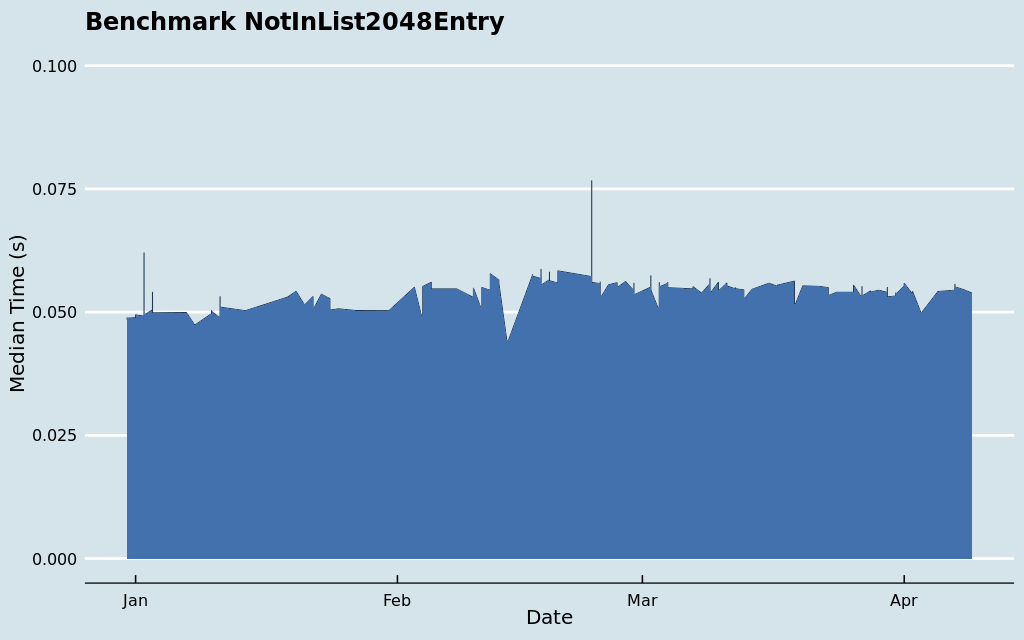 Benchmark NotInList2048Entry
Median Time (s)
0.100
0.075
0.050
0.025
0.000
Jan Feb Mar Apr
Date